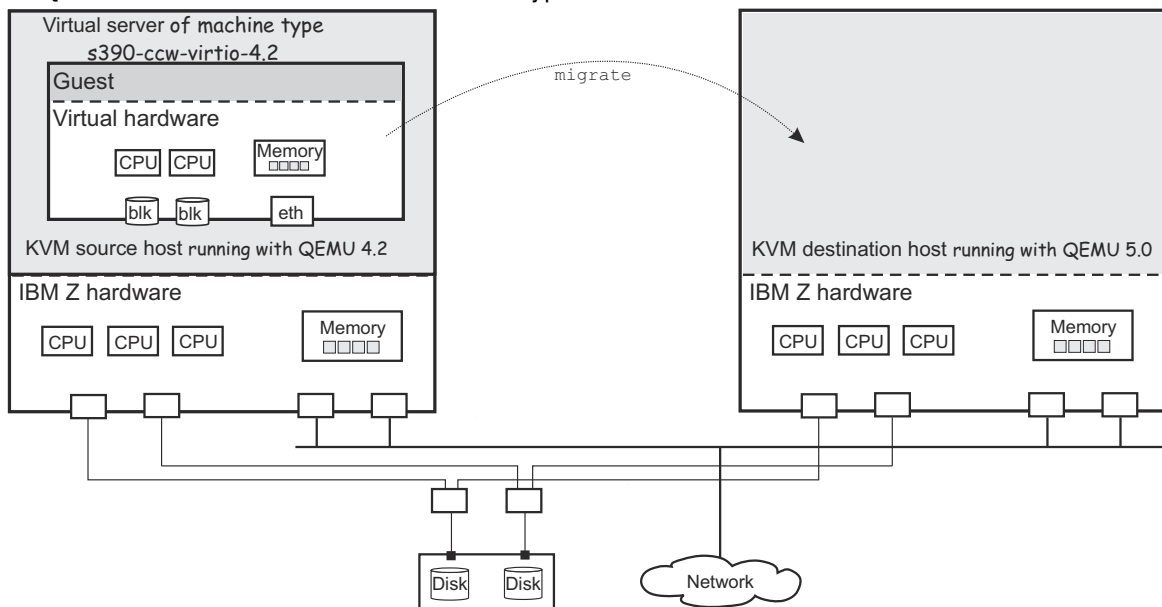 Virtual server of machine type
s390-ccw-virtio-4.2
Guest
Virtual hardware
CPU CPU
Memory
blk blk eth
KVM source host running with QEMU 4.2
IBM Z hardware
CPU CPU CPU
Memory
migrate
KVM destination host running with QEMU 5.0
IBM Z hardware
CPU CPU CPU
Memory
Disk Disk
Network